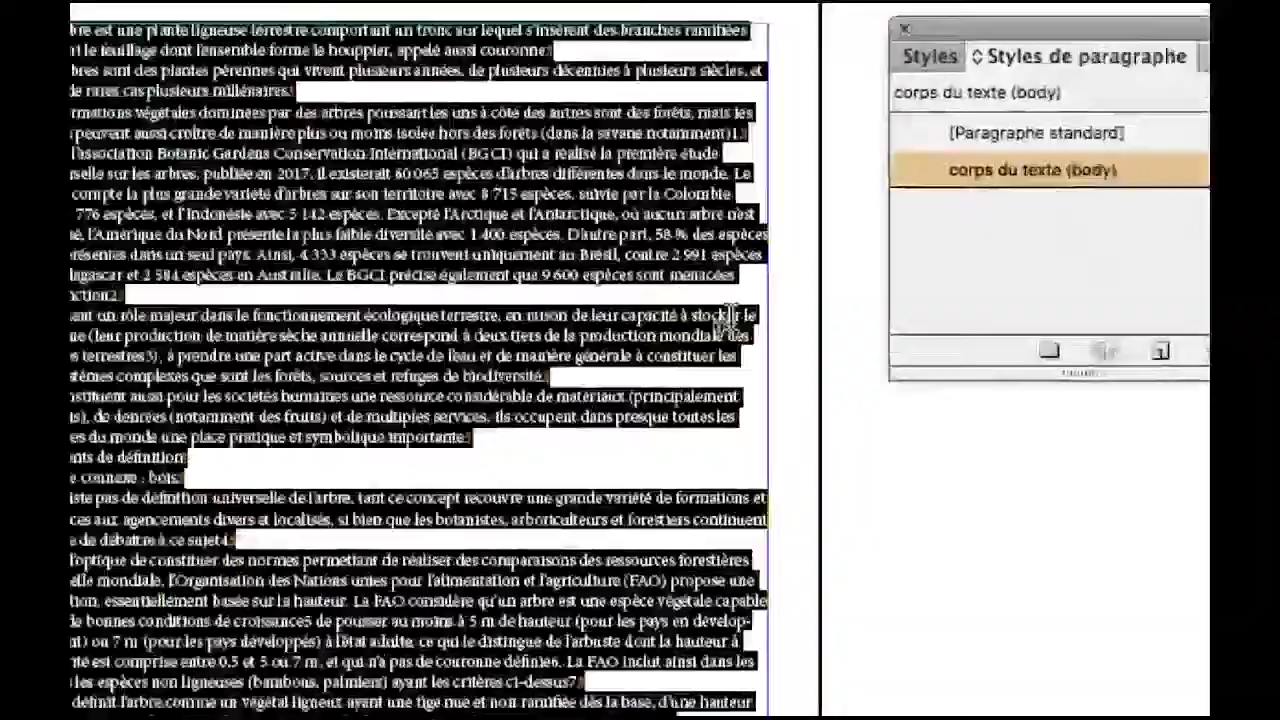 bre est une plante ligneuse terrestre comportant un tronc sur lequel s'insèrent des branches ramifiées
nt le feuillage dont l'ensemble forme le houppier, appelé aussi couronne.
bres sont des plantes pérennes qui vivent plusieurs années, de plusieurs décennies à plusieurs siècles, et
de rares cas plusieurs millénaires.
rmations végétales dominées par des arbres poussant les uns à côté des autres sont des forêts, mais les
peuvent aussi croître de manière plus ou moins isolée hors des forêts (dans la savane notamment)1.
l'association Botanic Gardens Conservation International (BGCI) qui a réalisé la première étude
selle sur les arbres, publiée en 2017, il existerait 60 065 espèces d'arbres différentes dans le monde. Le
compte la plus grande variété d'arbres sur son territoire avec 8 715 espèces, suivie par la Colombie
776 espèces, et l'Indonésie avec 5 142 espèces. Excepté l'Arctique et l'Antarctique, où aucun arbre n'est
sé, l'Amérique du Nord présente la plus faible diversité avec 1 400 espèces. D'autre part, 58 % des espèces
résentes dans un seul pays. Ainsi, 4 333 espèces se trouvent uniquement au Brésil, contre 2 991 espèces
dagascar et 2 584 espèces en Australie. Le BGCI précise également que 9 600 espèces sont menacées
nction2.
uent un rôle majeur dans le fonctionnement écologique terrestre, en raison de leur capacité à stocker le
ne (leur production de matière sèche annuelle correspond à deux tiers de la production mondiale des
s terrestres3), à prendre une part active dans le cycle de l'eau et de manière générale à constituer les
stèmes complexes que sont les forêts, sources et refuges de biodiversité.
nstituent aussi pour les sociétés humaines une ressource considérable de matériaux (principalement
is), de denrées (notamment des fruits) et de multiples services. Ils occupent dans presque toutes les
es du monde une place pratique et symbolique importante.
nts de définition
e connexe : bois.
iste pas de définition universelle de l'arbre, tant ce concept recouvre une grande variété de formations et
ces aux agencements divers et localisés, si bien que les botanistes, arboriculteurs et forestiers continuent
e de débattre à ce sujet4.
l'optique de constituer des normes permettant de réaliser des comparaisons des ressources forestières
elle mondiale, l'Organisation des Nations unies pour l'alimentation et l'agriculture (FAO) propose une
tion, essentiellement basée sur la hauteur. La FAO considère qu'un arbre est une espèce végétale capable
de bonnes conditions de croissance5 de pousser au moins à 5 m de hauteur (pour les pays en dévelop-
nt) ou 7 m (pour les pays développés) à l'état adulte, ce qui le distingue de l'arbuste dont la hauteur à
ité est comprise entre 0.5 et 5 ou 7 m, et qui n'a pas de couronne définie6. La FAO inclut ainsi dans les
les espèces non ligneuses (bambous, palmiers) ayant les critères ci-dessus7.
définit l'arbre comme un végétal ligneux ayant une tige nue et non ramifiée dès la base, d'une hauteur
Styles
Styles de paragraphe
corps du texte (body)
[Paragraphe standard]
corps du texte (body)